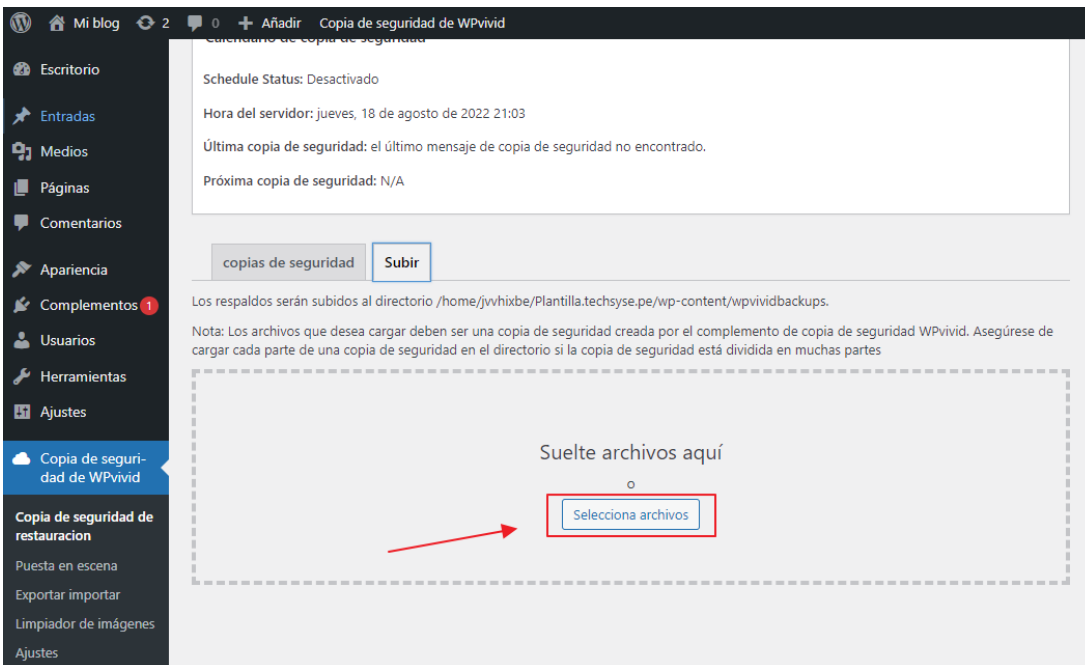 Mi blog 2 0 + Añadir Copia de seguridad de WPvivid
Calendario de copia de seguridad
Escritorio
Entradas
Medios
Páginas
Comentarios
Apariencia
Complementos 1
Usuarios
Herramientas
Ajustes
Copia de seguri-
dad de WPvivid
Copia de seguridad de
restauracion
Puesta en escena
Exportar importar
Limpiador de imágenes
Ajustes
Schedule Status: Desactivado
Hora del servidor: jueves, 18 de agosto de 2022 21:03
Última copia de seguridad: el último mensaje de copia de seguridad no encontrado.
Próxima copia de seguridad: N/A
copias de seguridad Subir
Los respaldos serán subidos al directorio /home/jvvhixbe/Plantilla.techsyse.pe/wp-content/wpvividbackups.
Nota: Los archivos que desea cargar deben ser una copia de seguridad creada por el complemento de copia de seguridad WPvivid. Asegúrese de
cargar cada parte de una copia de seguridad en el directorio si la copia de seguridad está dividida en muchas partes
Suelte archivos aquí
o
Selecciona archivos